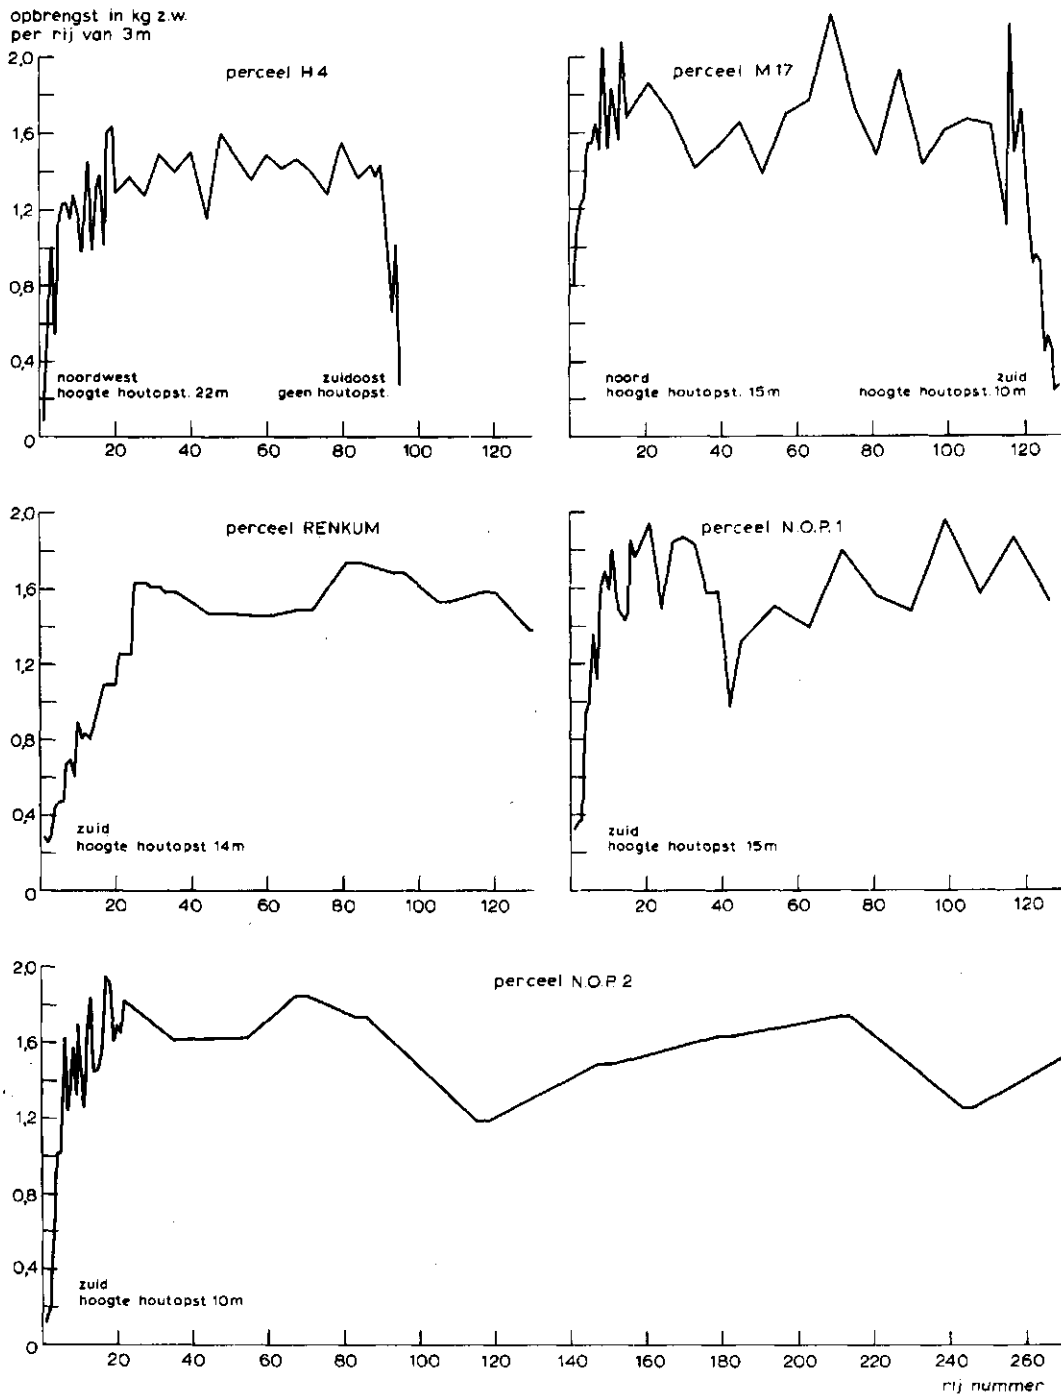 opbrengst in kg z.w.
per rij van 3m
perceel H4
2,0
1,6
1,2
0,8
0,4
0
noordwest
hoogte houtopst. 22m
zuidoost
geen houtopst.
20 40 60 80 100 120
perceel M17
noord
hoogte houtopst. 15m
zuid
hoogte houtopst. 10m
20 40 60 80 100 120
perceel RENKUM
2,0
1,6
1,2
0,8
0,4
0
zuid
hoogte houtopst 14m
20 40 60 80 100 120
perceel N.O.P. 1
zuid
hoogte houtopst 15m
20 40 60 80 100 120
perceel N.O.P. 2
2,0
1,6
1,2
0,8
0,4
0
zuid
hoogte houtopst 10m
20 40 60 80 100 120 140 160 180 200 220 240 260
rij nummer